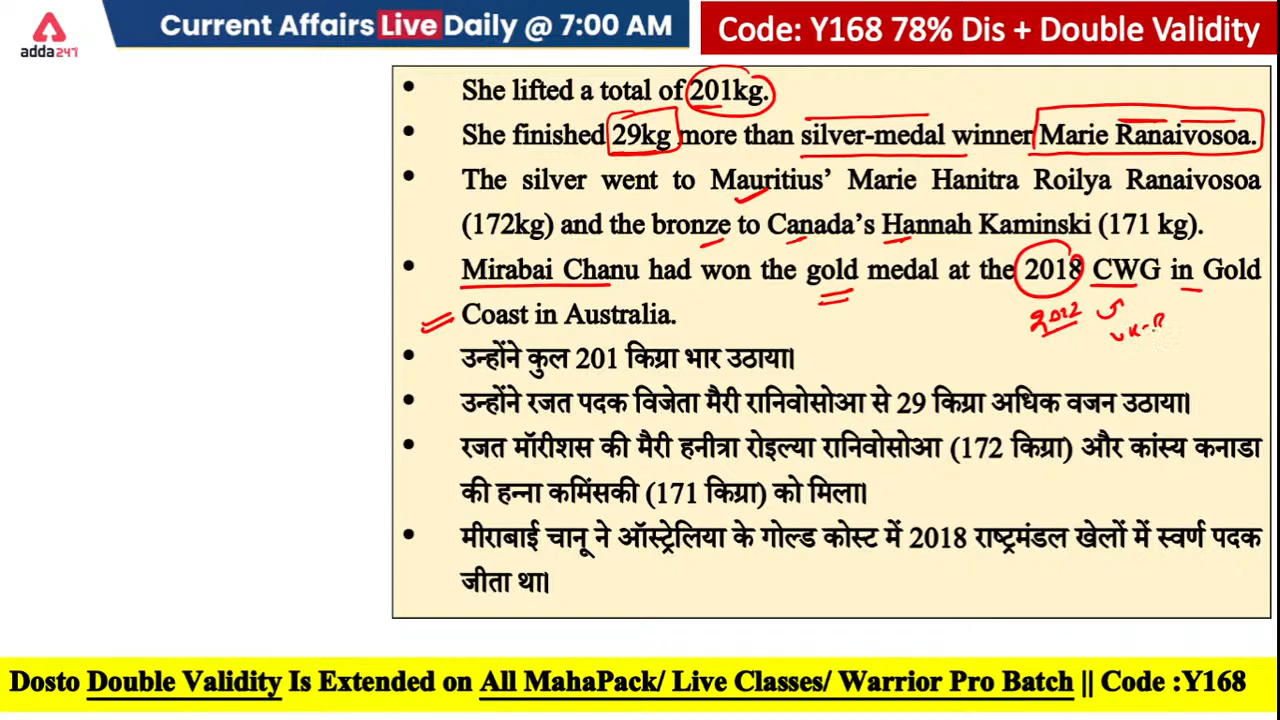 adda247
Current Affairs Live Daily @ 7:00 AM
Code: Y168 78% Dis + Double Validity
• She lifted a total of 201kg.
• She finished 29kg more than silver-medal winner Marie Ranaivosoa.
• The silver went to Mauritius’ Marie Hanitra Roilya Ranaivosoa
(172kg) and the bronze to Canada’s Hannah Kaminski (171 kg).
• Mirabai Chanu had won the gold medal at the 2018 CWG in Gold
Coast in Australia.
2022
• उन्होंने कुल 201 किग्रा भार उठाया।
• उन्होंने रजत पदक विजेता मैरी रानिवोसोआ से 29 किग्रा अधिक वजन उठाया।
• रजत मॉरीशस की मैरी हनीत्रा रोइल्या रानिवोसोआ (172 किग्रा) और कांस्य कनाडा
की हन्ना कमिंसकी (171 किग्रा) को मिला।
• मीराबाई चानू ने ऑस्ट्रेलिया के गोल्ड कोस्ट में 2018 राष्ट्रमंडल खेलों में स्वर्ण पदक
जीता था।
Dosto Double Validity Is Extended on All MahaPack/ Live Classes/ Warrior Pro Batch || Code :Y168